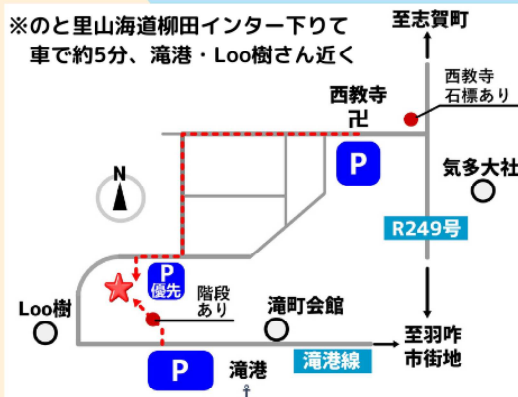 ※のと里山海道柳田インター下りて
車で約5分、滝港・Loo樹さん近く
至志賀町
西教寺
石標あり
西教寺
卍
P
気多大社
N
R249号
P
優先
階段
あり
Loo樹
滝町会館
至羽咋
市街地
滝港線
P
滝港